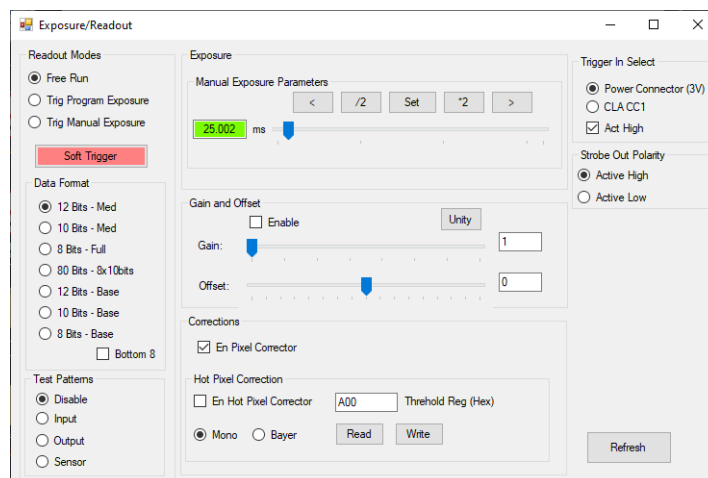 Exposure/Readout
Readout Modes
Free Run
Trig Program Exposure
Trig Manual Exposure
Soft Trigger
Data Format
12 Bits - Med
10 Bits - Med
8 Bits - Full
80 Bits - 8x10bits
12 Bits - Base
10 Bits - Base
8 Bits - Base
Bottom 8
Test Patterns
Disable
Input
Output
Sensor
Exposure
Manual Exposure Parameters
< /2 Set *2 >
25.002 ms
Gain and Offset
Enable Unity
Gain: 1
Offset: 0
Corrections
En Pixel Corrector
Hot Pixel Correction
En Hot Pixel Corrector A00 Threhold Reg (Hex)
Mono Bayer Read Write
Trigger In Select
Power Connector (3V)
CLA CC1
Act High
Strobe Out Polarity
Active High
Active Low
Refresh